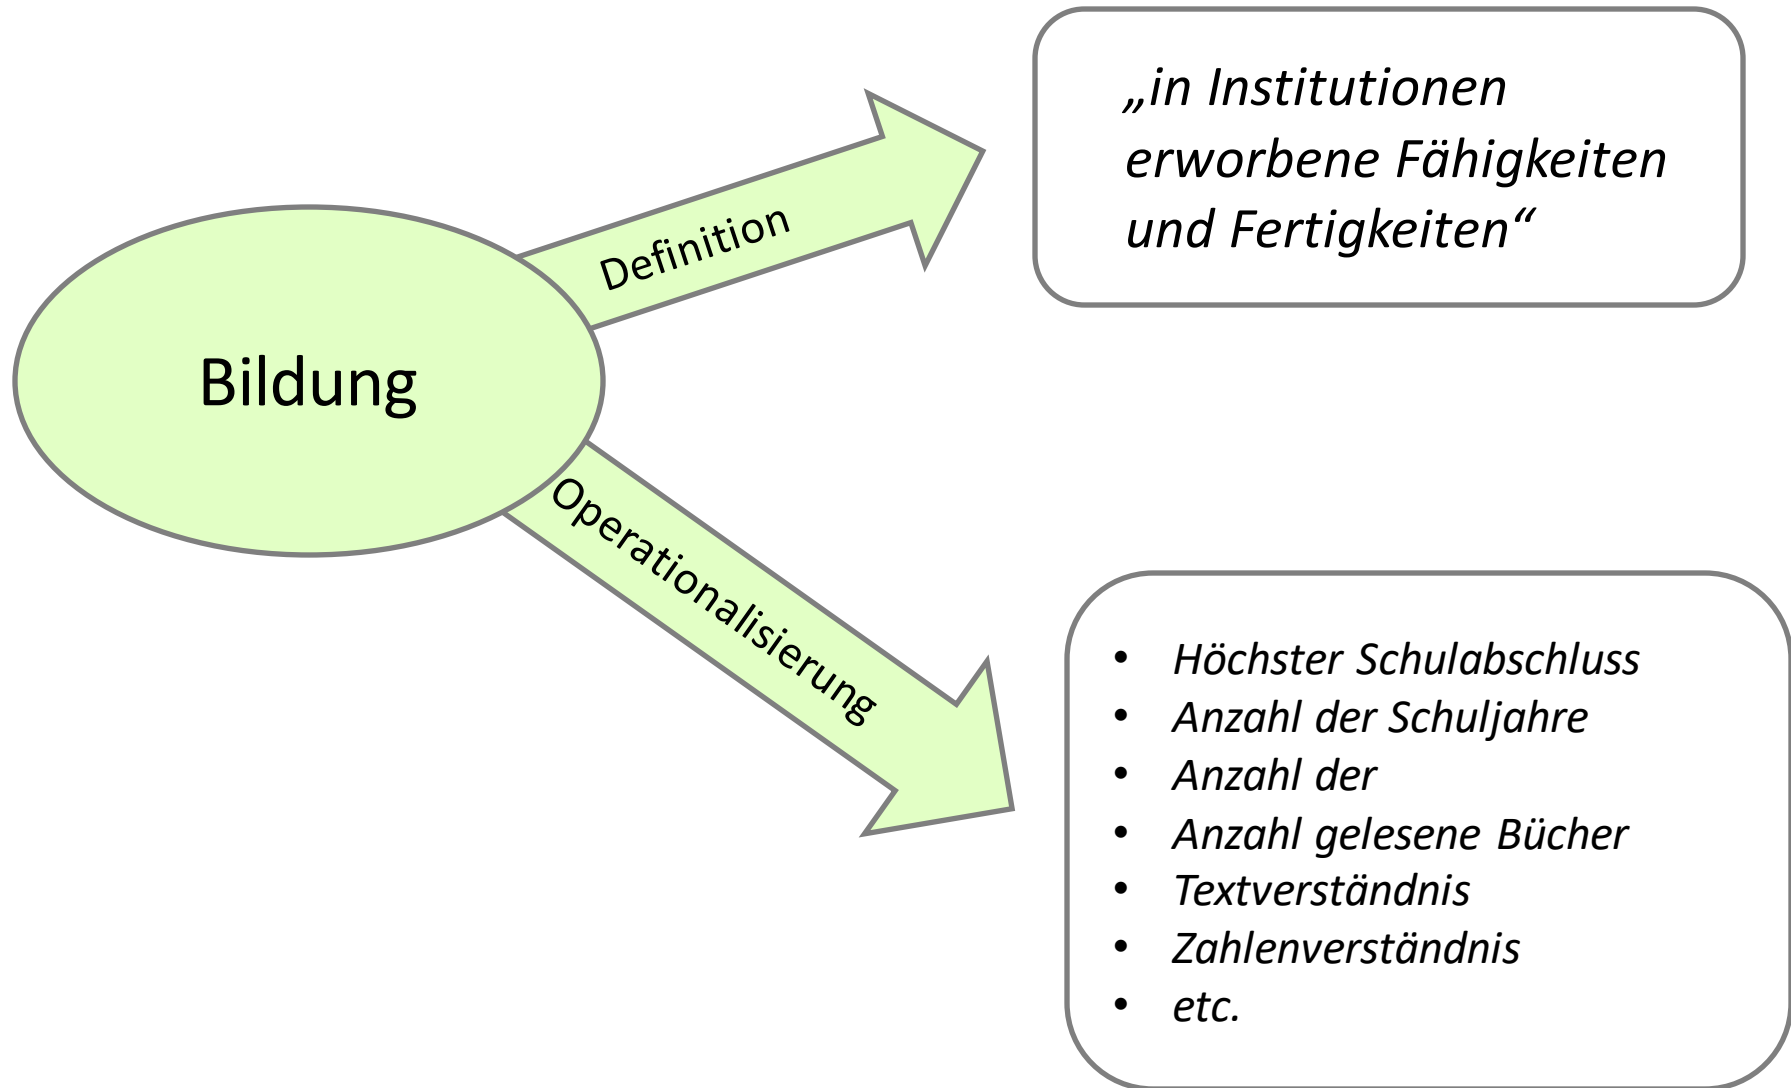 „in Institutionen
erworbene Fähigkeiten
und Fertigkeiten“
Definition
Bildung
Operationalisierung
• Höchster Schulabschluss
• Anzahl der Schuljahre
• Anzahl der
• Anzahl gelesene Bücher
• Textverständnis
• Zahlenverständnis
• etc.